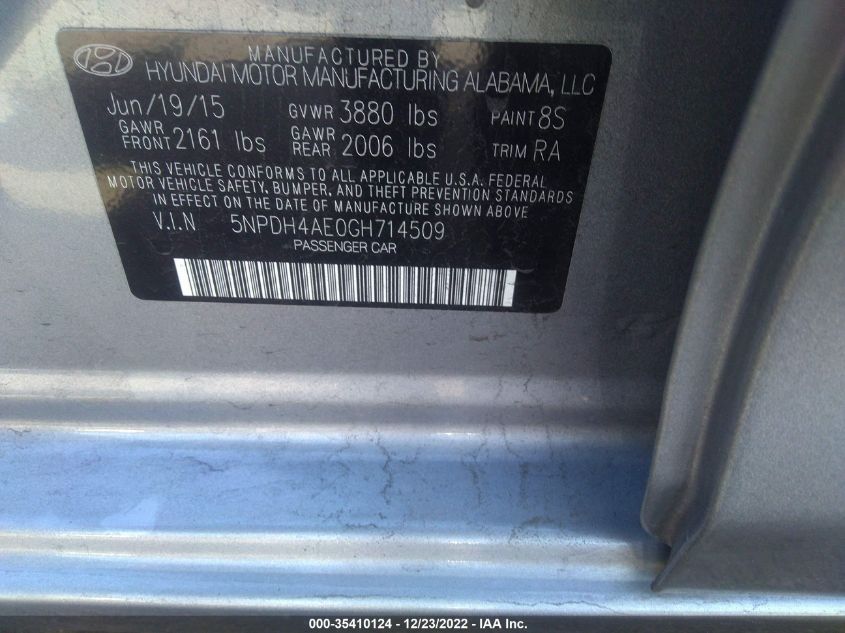 MANUFACTURED BY
HYUNDAI MOTOR MANUFACTURING ALABAMA, LLC
Jun/19/15 GVWR 3880 lbs PAINT 8S
GAWR FRONT 2161 lbs GAWR REAR 2006 lbs TRIM RA
THIS VEHICLE CONFORMS TO ALL APPLICABLE U.S.A. FEDERAL
MOTOR VEHICLE SAFETY, BUMPER, AND THEFT PREVENTION STANDARDS
IN EFFECT ON THE DATE OF MANUFACTURE SHOWN ABOVE
V.I.N 5NPDH4AE0GH714509
PASSENGER CAR
000-35410124 - 12/23/2022 - IAA Inc.